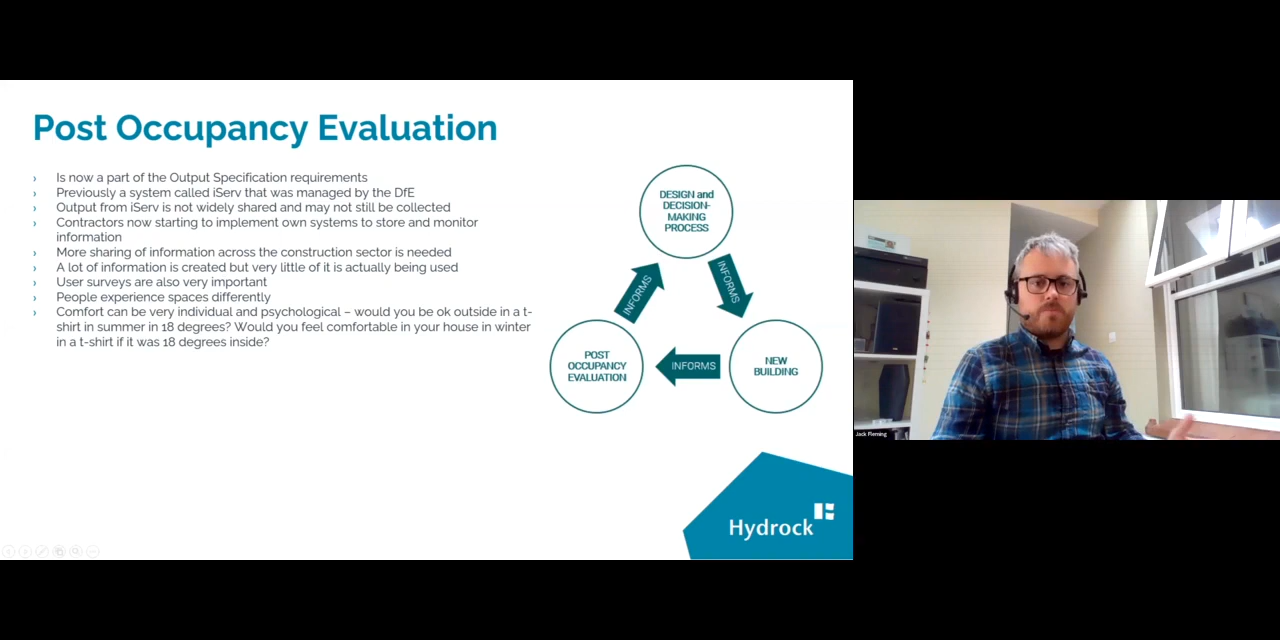 Post Occupancy Evaluation
› Is now a part of the Output Specification requirements
› Previously a system called iServ that was managed by the DfE
› Output from iServ is not widely shared and may not still be collected
› Contractors now starting to implement own systems to store and monitor
information
› More sharing of information across the construction sector is needed
› A lot of information is created but very little of it is actually being used
› User surveys are also very important
› People experience spaces differently
› Comfort can be very individual and psychological – would you be ok outside in a t-
shirt in summer in 18 degrees? Would you feel comfortable in your house in winter
in a t-shirt if it was 18 degrees inside?
DESIGN and
DECISION-
MAKING
PROCESS
INFORMS
INFORMS
POST
OCCUPANCY
EVALUATION
INFORMS
NEW
BUILDING
Hydrock
Jack Fleming